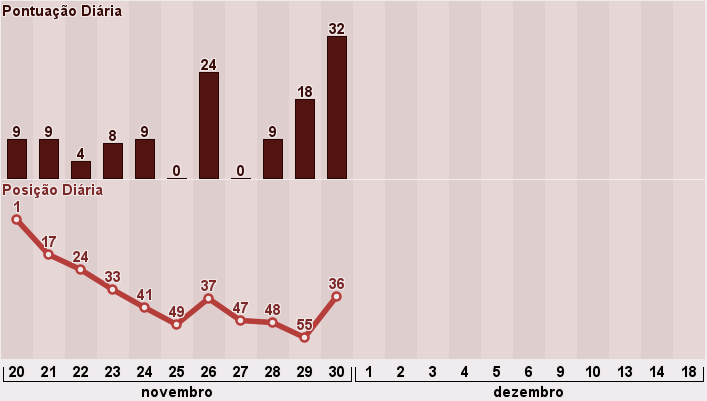 Pontuação Diária
9 9 4 8 9 0 24 0 9 18 32
Posição Diária
1 17 24 33 41 49 37 47 48 55 36
20 21 22 23 24 25 26 27 28 29 30 1 2 3 4 5 6 9 10 13 14 18
novembro dezembro